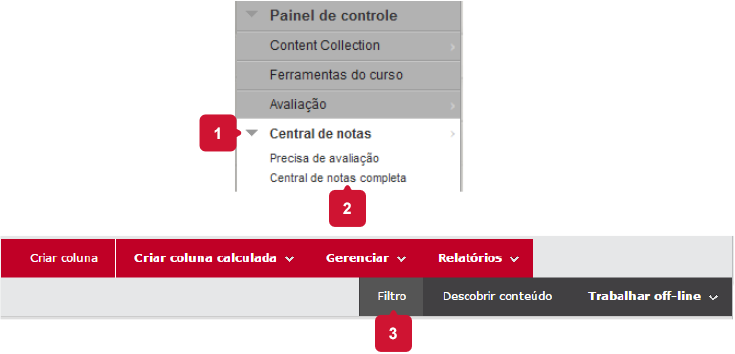 Painel de controle
Content Collection
Ferramentas do curso
Avaliação
1 Central de notas
Precisa de avaliação
Central de notas completa
2
Criar coluna Criar coluna calculada Gerenciar Relatórios
Filtro Descobrir conteúdo Trabalhar off-line
3